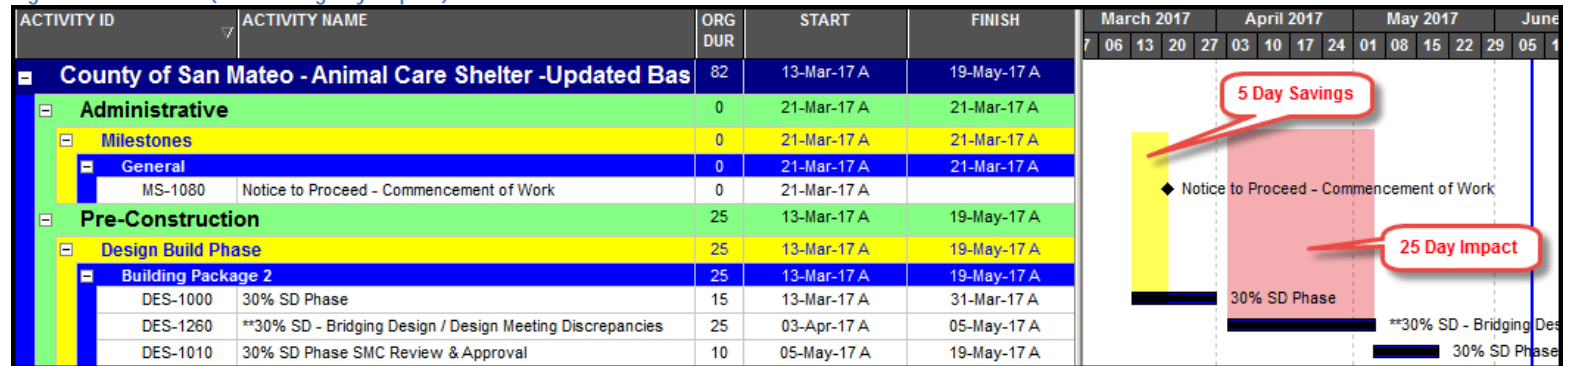 ACTIVITY ID ACTIVITY NAME ORG DUR START FINISH March 2017 April 2017 May 2017 June
7 06 13 20 27 03 10 17 24 01 08 15 22 29 05 1
County of San Mateo - Animal Care Shelter -Updated Bas 82 13-Mar-17 A 19-May-17 A
5 Day Savings
Administrative 0 21-Mar-17 A 21-Mar-17 A
Milestones 0 21-Mar-17 A 21-Mar-17 A
General 0 21-Mar-17 A 21-Mar-17 A
MS-1080 Notice to Proceed - Commencement of Work 0 21-Mar-17 A Notice to Proceed - Commencement of Work
Pre-Construction 25 13-Mar-17 A 19-May-17 A
Design Build Phase 25 13-Mar-17 A 19-May-17 A 25 Day Impact
Building Package 2 25 13-Mar-17 A 19-May-17 A
DES-1000 30% SD Phase 15 13-Mar-17 A 31-Mar-17 A 30% SD Phase
DES-1260 **30% SD - Bridging Design / Design Meeting Discrepancies 25 03-Apr-17 A 05-May-17 A **30% SD - Bridging Des
DES-1010 30% SD Phase SMC Review & Approval 10 05-May-17 A 19-May-17 A 30% SD Phase